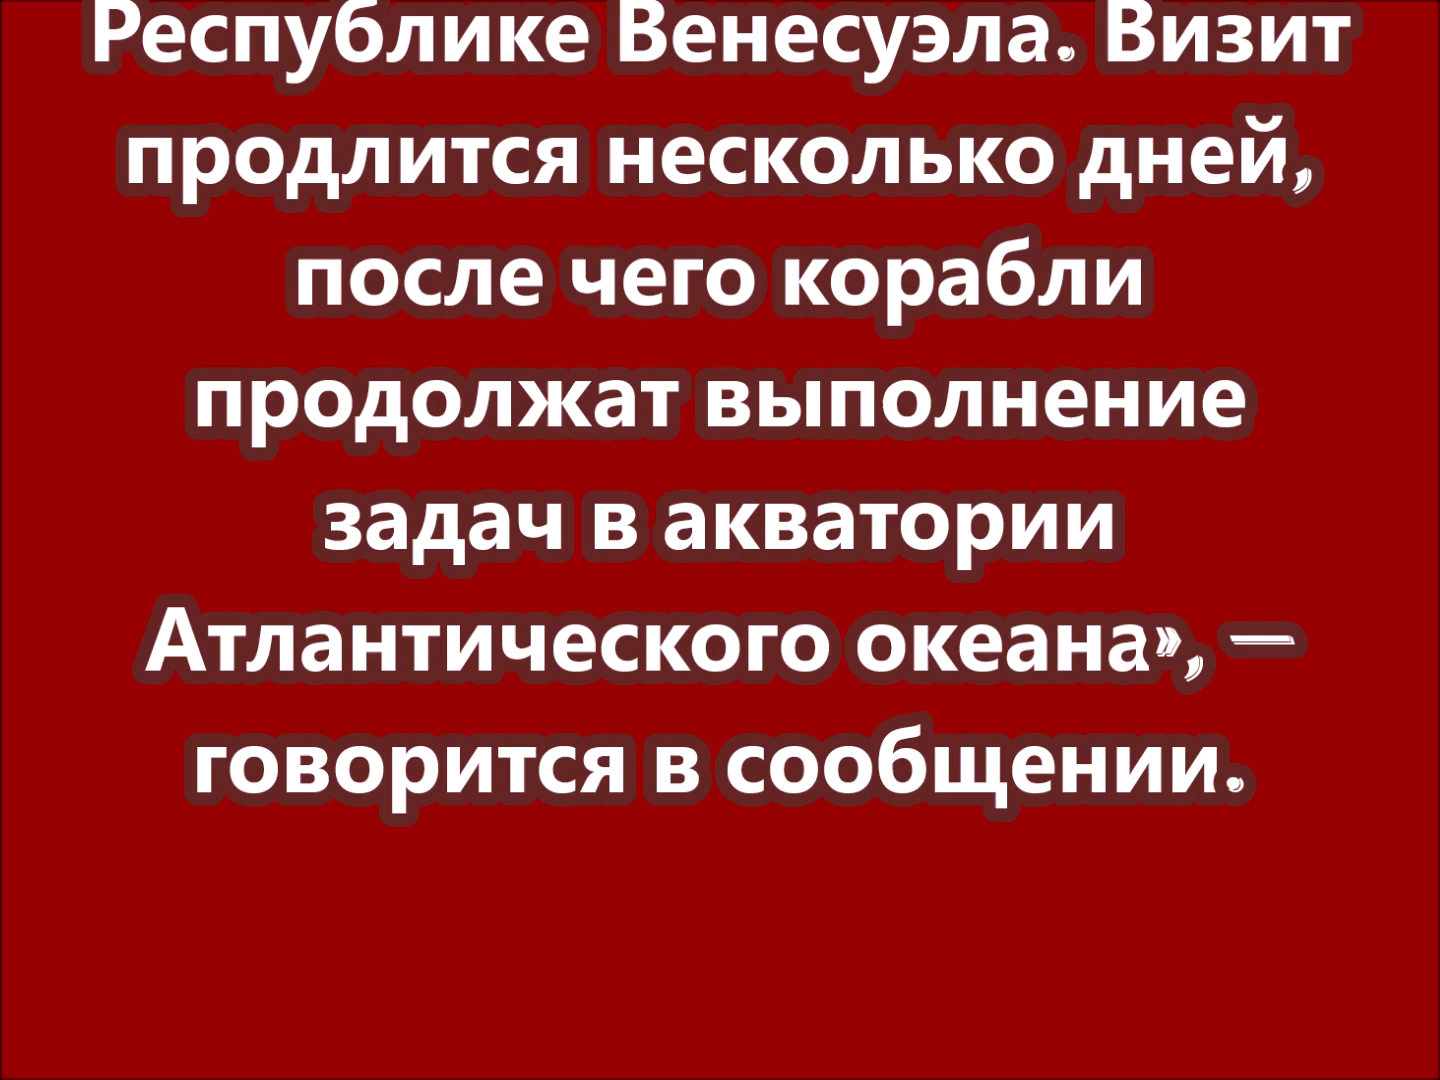 Республике Венесуэла. Визит
продлится несколько дней,
после чего корабли
продолжат выполнение
задач в акватории
Атлантического океана», —
говорится в сообщении.